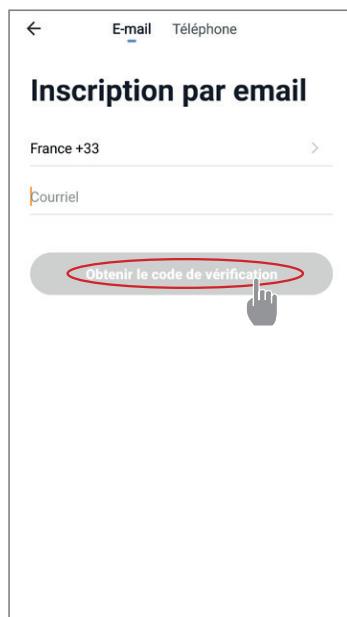 E-mail Téléphone
Inscription par email
France +33
Courriel
Obtenir le code de vérification